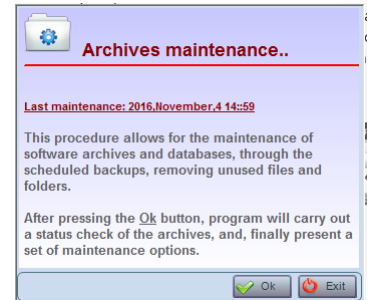 Archives maintenance..
Last maintenance: 2016,November,4 14::59
This procedure allows for the maintenance of
software archives and databases, through the
scheduled backups, removing unused files and
folders.
After pressing the Ok button, program will carry out
a status check of the archives, and, finally present a
set of maintenance options.
Ok Exit